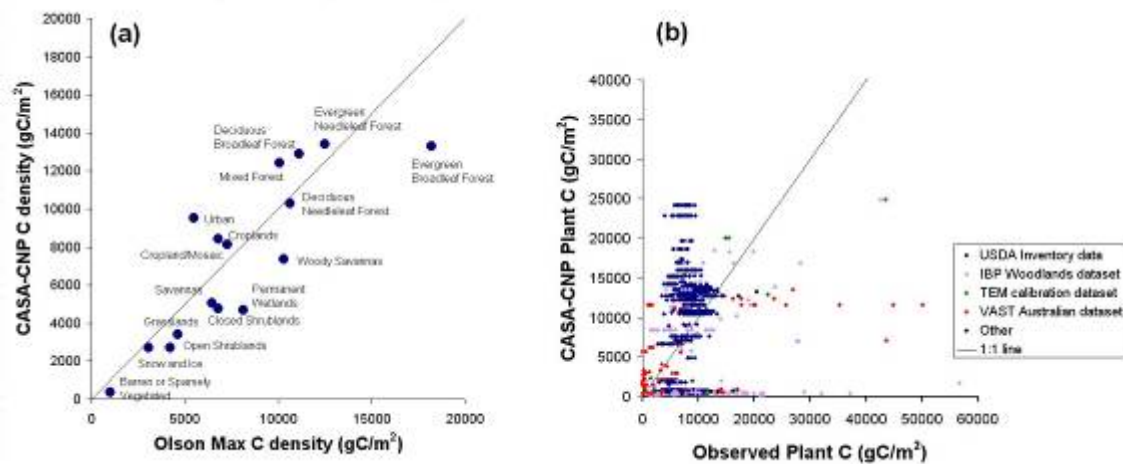 (a)
20000
18000
16000
14000
12000
10000
8000
6000
4000
2000
0
CASA-CNP C density (gC/m²)
Evergreen
Needleleaf Forest
Deciduous
Broadleaf Forest
Mixed Forest
Evergreen
Broadleaf Forest
Deciduous
Needleleaf Forest
Urban
Croplands
Cropland/Mosaic
Woody Savannas
Savannas
Permanent
Wetlands
Closed Shrublands
Grasslands
Open Shrublands
Snow and Ice
Barren or Sparsely
Vegetated
0 5000 10000 15000 20000
Olson Max C density (gC/m²)
(b)
40000
35000
30000
25000
20000
15000
10000
5000
0
CASA-CNP Plant C (gC/m²)
USDA Inventory data
IBP Woodlands dataset
TEM calibration dataset
VAST Australian dataset
Other
1:1 line
0 10000 20000 30000 40000 50000 60000
Observed Plant C (gC/m²)